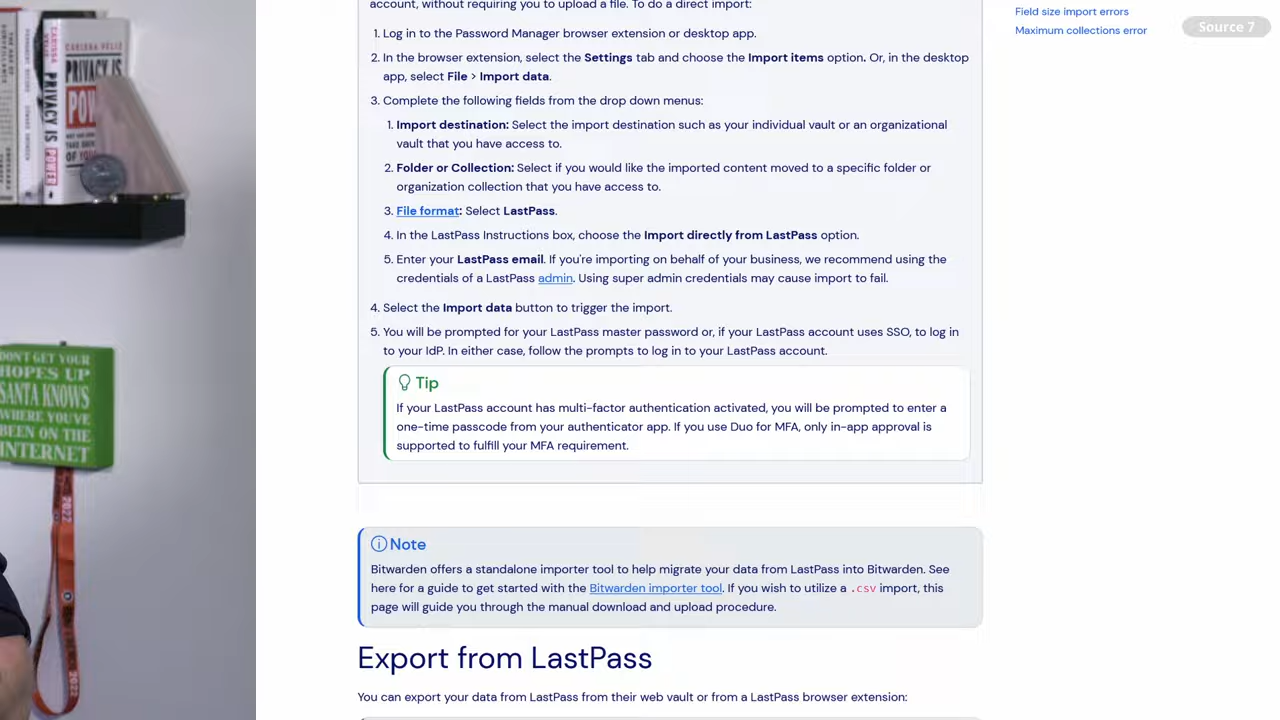 account, without requiring you to upload a file. To do a direct import:
1. Log in to the Password Manager browser extension or desktop app.
2. In the browser extension, select the Settings tab and choose the Import items option. Or, in the desktop
app, select File > Import data.
3. Complete the following fields from the drop down menus:
1. Import destination: Select the import destination such as your individual vault or an organizational
vault that you have access to.
2. Folder or Collection: Select if you would like the imported content moved to a specific folder or
organization collection that you have access to.
3. File format: Select LastPass.
4. In the LastPass Instructions box, choose the Import directly from LastPass option.
5. Enter your LastPass email. If you're importing on behalf of your business, we recommend using the
credentials of a LastPass admin. Using super admin credentials may cause import to fail.
4. Select the Import data button to trigger the import.
5. You will be prompted for your LastPass master password or, if your LastPass account uses SSO, to log in
to your IdP. In either case, follow the prompts to log in to your LastPass account.
Tip
If your LastPass account has multi-factor authentication activated, you will be prompted to enter a
one-time passcode from your authenticator app. If you use Duo for MFA, only in-app approval is
supported to fulfill your MFA requirement.
Note
Bitwarden offers a standalone importer tool to help migrate your data from LastPass into Bitwarden. See
here for a guide to get started with the Bitwarden importer tool. If you wish to utilize a .csv import, this
page will guide you through the manual download and upload procedure.
Export from LastPass
You can export your data from LastPass from their web vault or from a LastPass browser extension:
Field size import errors
Maximum collections error
Source 7
PRIVACY IS POWER
CARISSA VÉLIZ
PRIVACY IS
POW
DON'T GET YOUR
HOPES UP
SANTA KNOWS
WHERE YOU'VE
BEEN ON THE
INTERNET
2022
2022